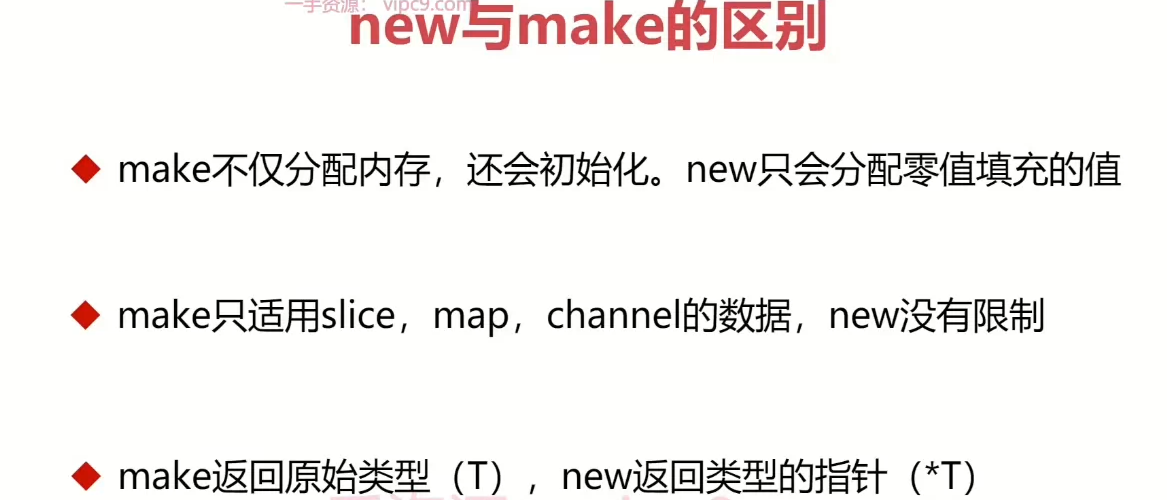 一手资源： vipc9.com
new与make的区别
make不仅分配内存，还会初始化。new只会分配零值填充的值
make只适用slice，map，channel的数据，new没有限制
make返回原始类型（T），new返回类型的指针（*T）